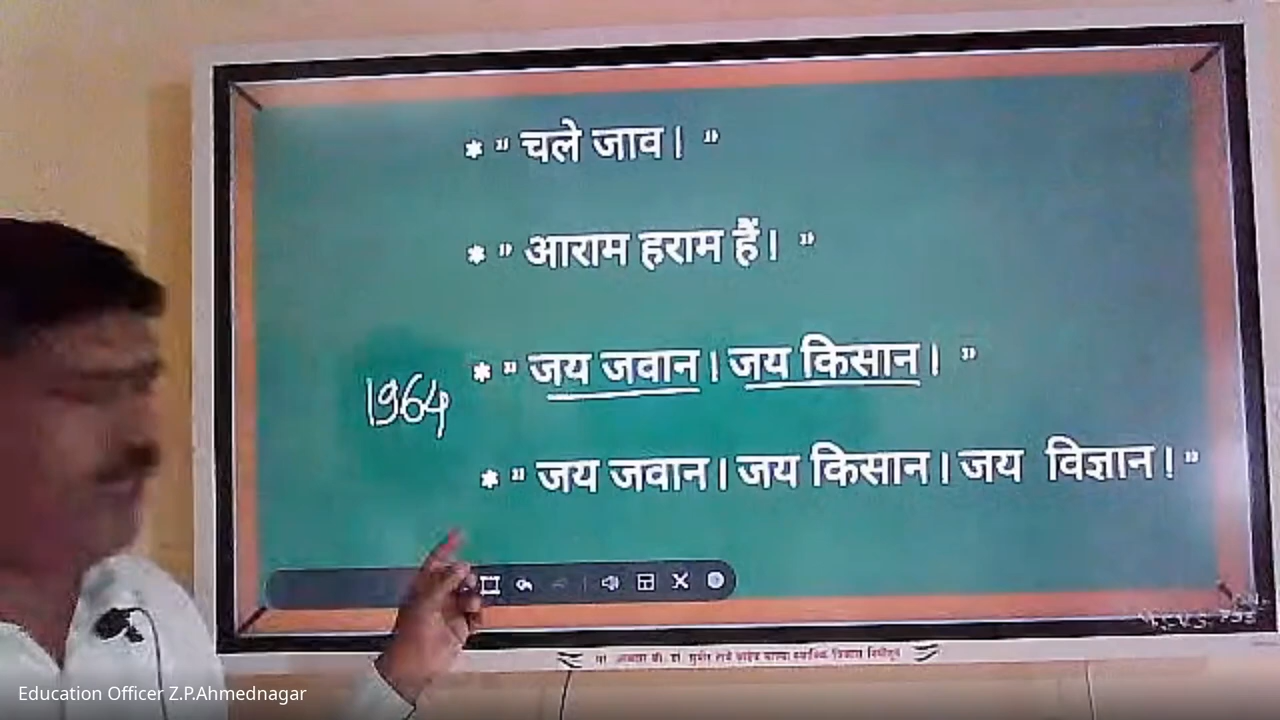 * " चले जाव। "
* " आराम हराम हैं। "
1964 * " जय जवान। जय किसान। "
* " जय जवान। जय किसान। जय विज्ञान। "
Education Officer Z.P.Ahmednagar